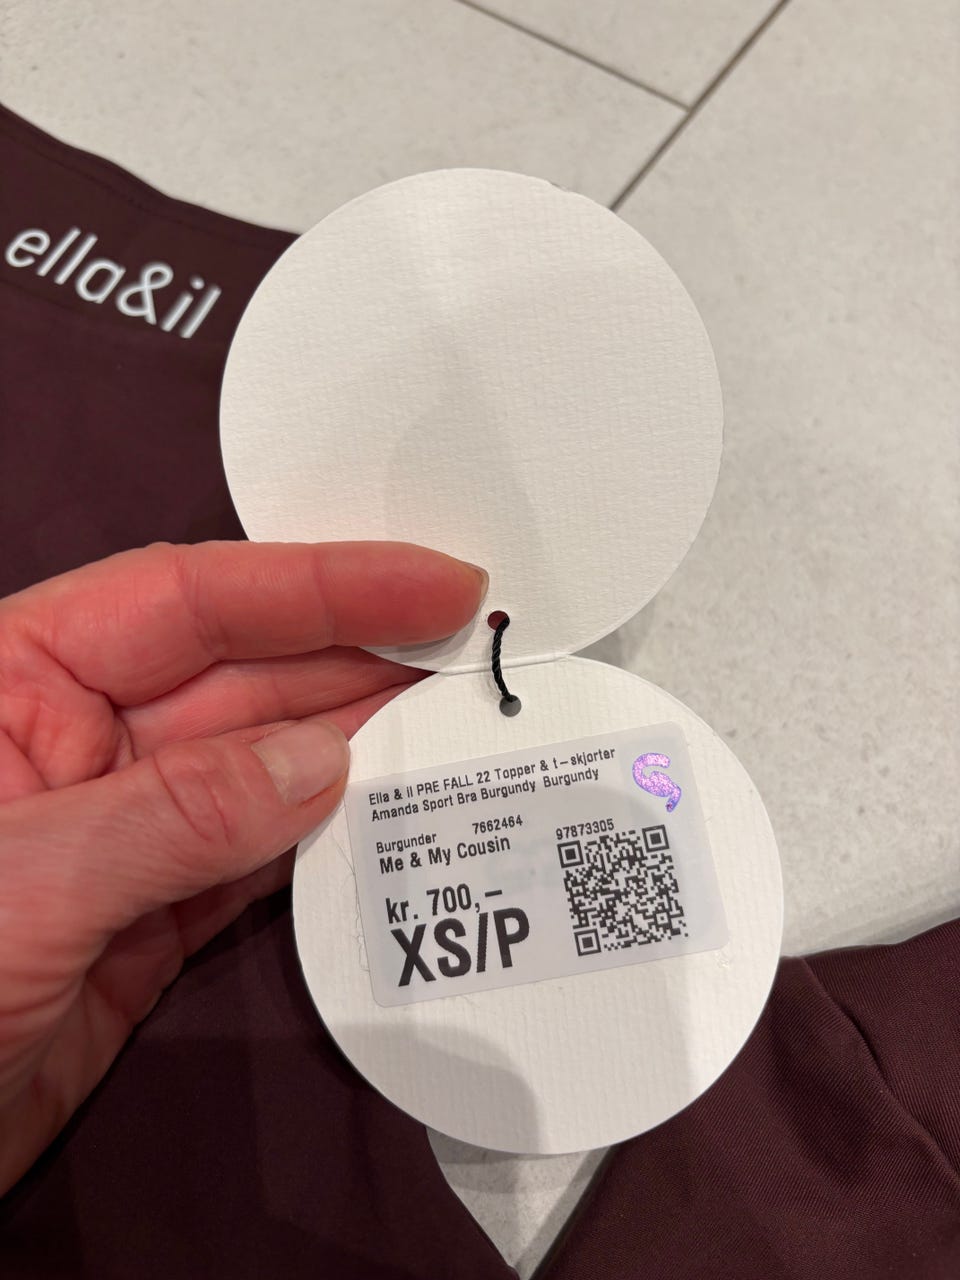 ella&il
Ella & il PRE FALL 22 Topper & t-skjorter
Amanda Sport Bra Burgundy Burgundy
Burgunder 7662464 97873305
Me & My Cousin
kr. 700,-
XS/P